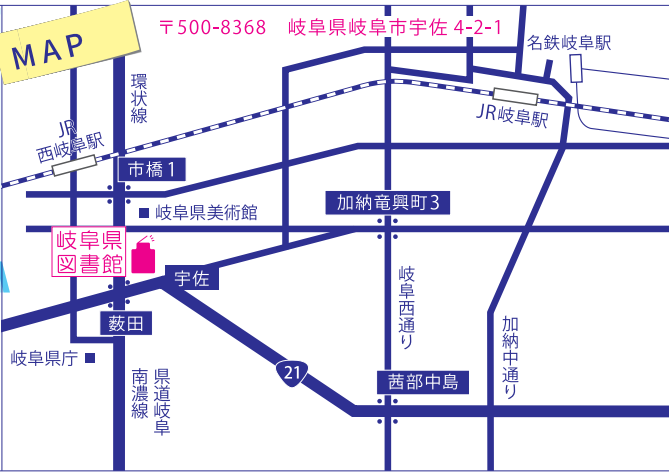 〒500-8368 岐阜県岐阜市宇佐 4-2-1
MAP
名鉄岐阜駅
環状線
JR岐阜駅
JR
西岐阜駅
市橋1
岐阜県美術館
加納竜興町3
岐阜県
図書館
宇佐
岐阜西通り
薮田
加納中通り
岐阜県庁
21
県道岐阜
南濃線
茜部中島